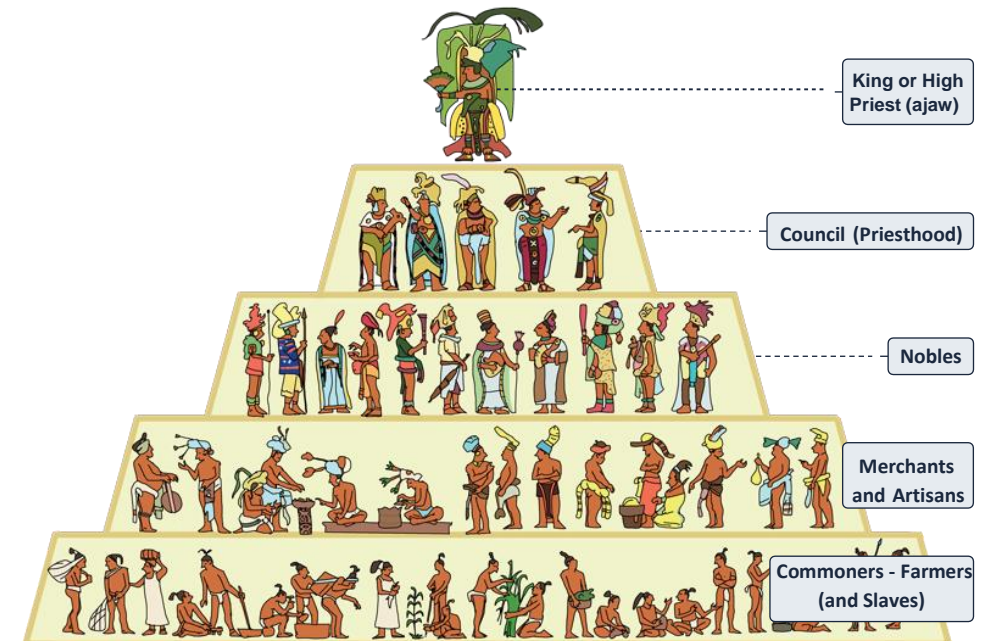 King or High
Priest (ajaw)
Council (Priesthood)
Nobles
Merchants
and Artisans
Commoners - Farmers
(and Slaves)